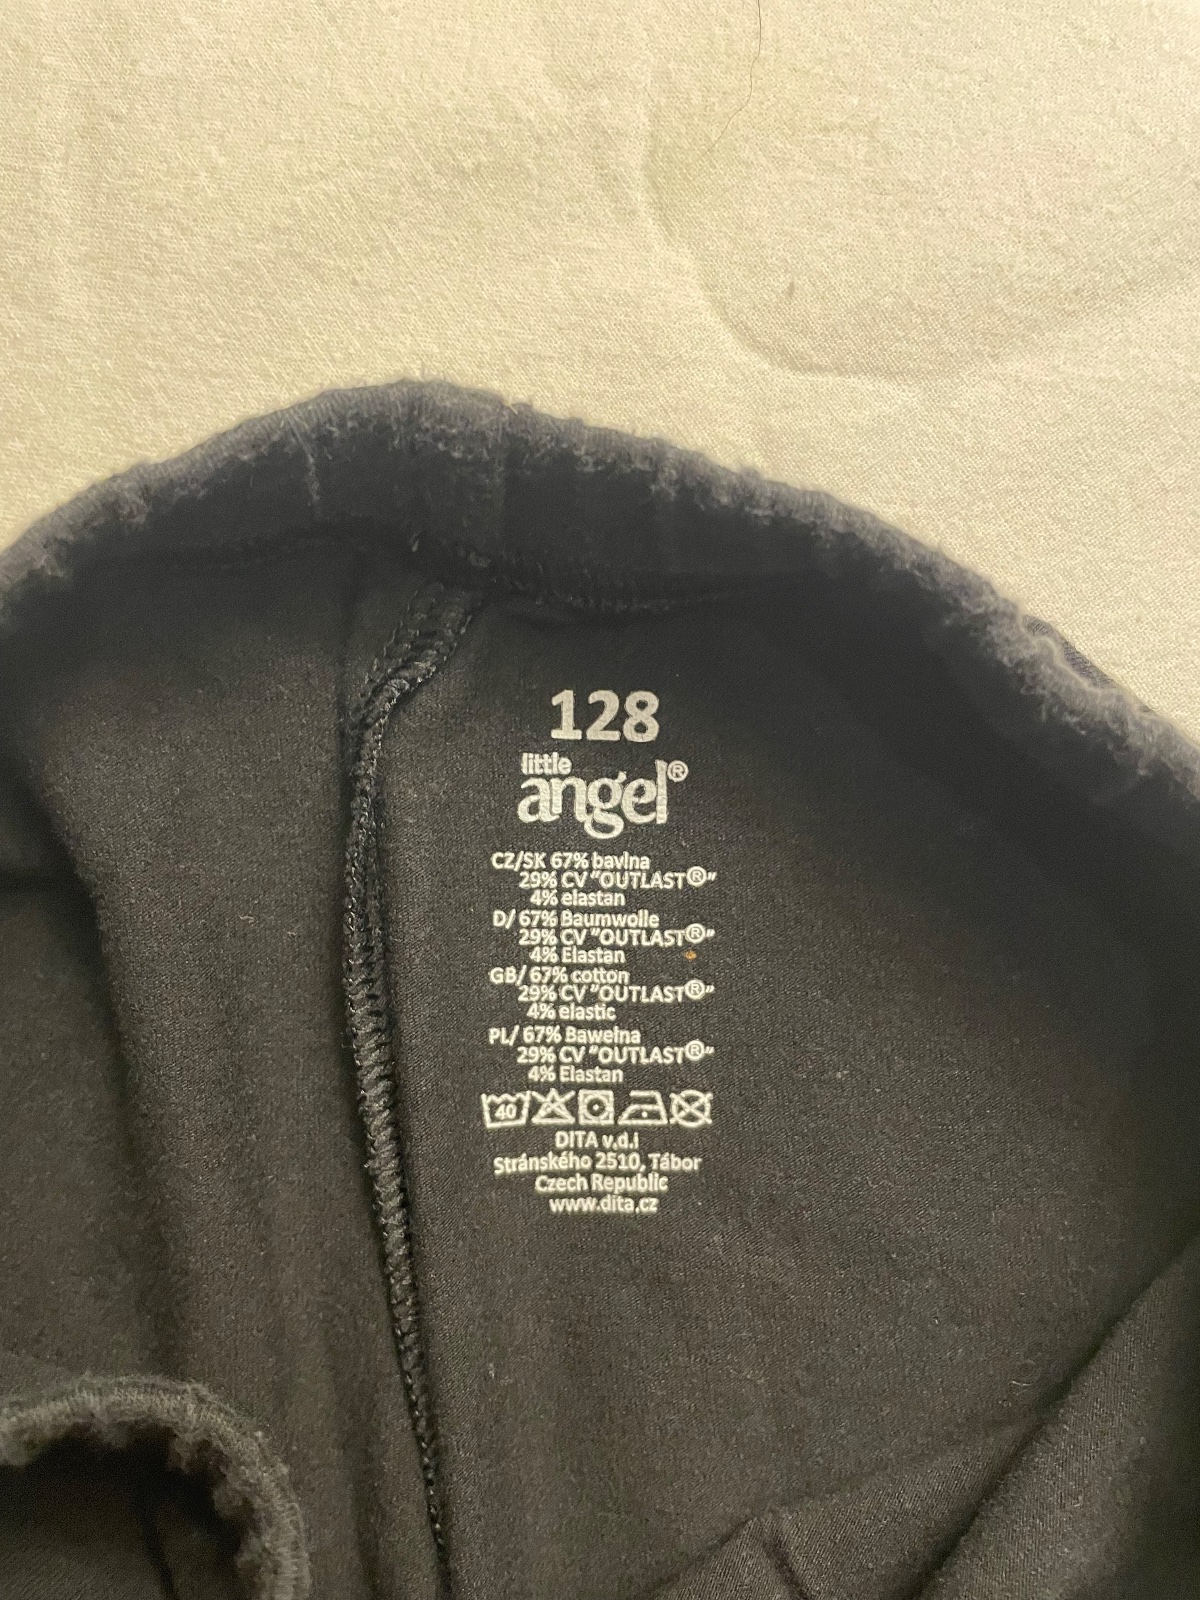 128
little
angel®
CZ/SK 67% bavlna
29% CV "OUTLAST®"
4% elastan
D/ 67% Baumwolle
29% CV "OUTLAST®"
4% Elastan
GB/ 67% cotton
29% CV "OUTLAST®"
4% elastic
PL/ 67% Bawełna
29% CV "OUTLAST®"
4% Elastan
40
DITA v.d.i
Stránského 2510, Tábor
Czech Republic
www.dita.cz